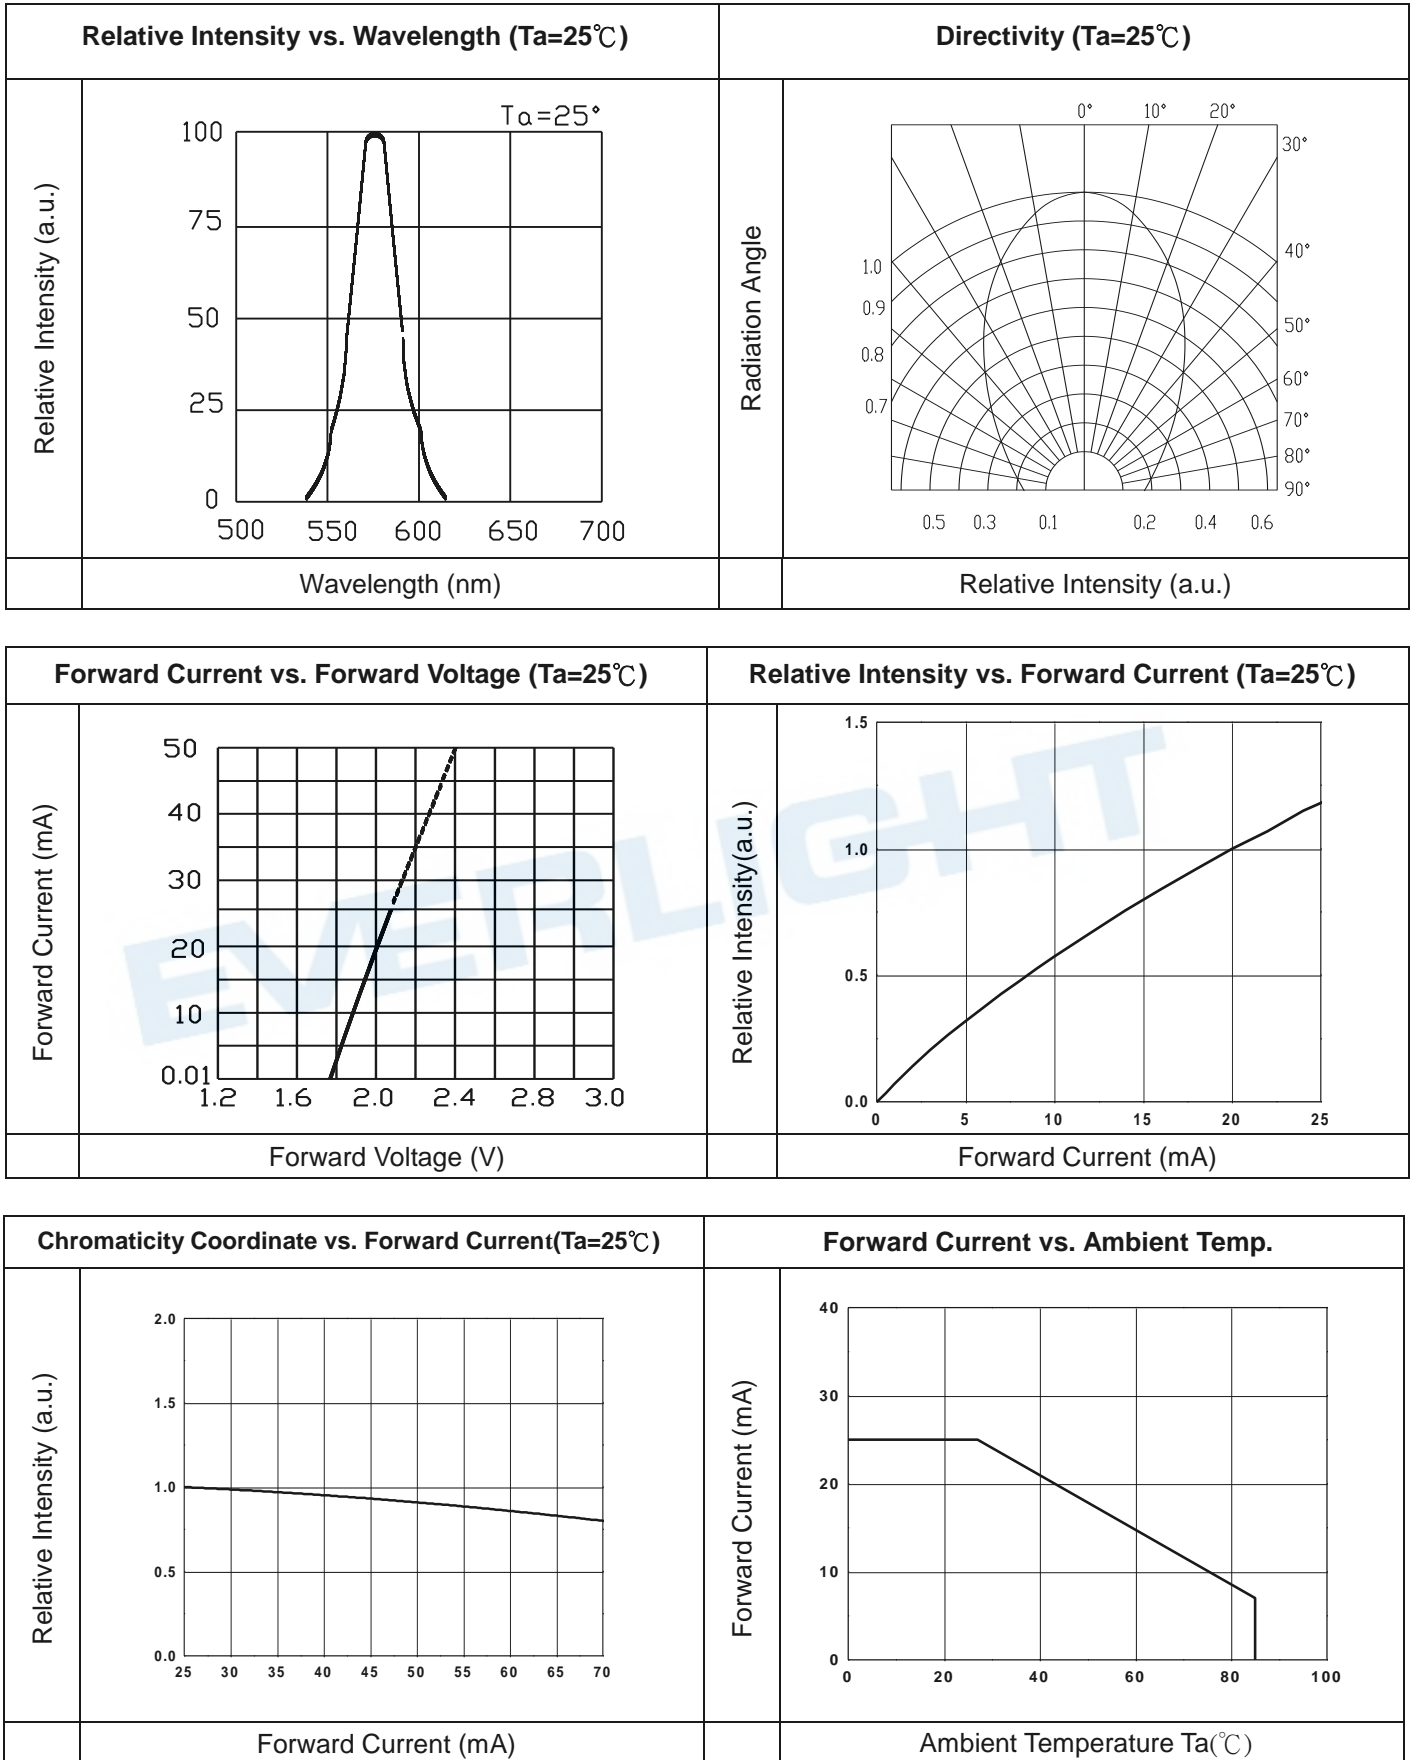 Relative Intensity vs. Wavelength (Ta=25℃)
Directivity (Ta=25℃)
Relative Intensity (a.u.)
Ta=25°
100
75
50
25
0
500 550 600 650 700
Wavelength (nm)
Radiation Angle
0° 10° 20°
30°
40°
50°
60°
70°
80°
90°
1.0
0.9
0.8
0.7
0.5 0.3 0.1 0.2 0.4 0.6
Relative Intensity (a.u.)
Forward Current vs. Forward Voltage (Ta=25℃)
Relative Intensity vs. Forward Current (Ta=25℃)
EVERLIGHT
Forward Current (mA)
50
40
30
20
10
0.01
1.2 1.6 2.0 2.4 2.8 3.0
Forward Voltage (V)
Relative Intensity(a.u.)
1.5
1.0
0.5
0.0
0 5 10 15 20 25
Forward Current (mA)
Chromaticity Coordinate vs. Forward Current(Ta=25℃)
Forward Current vs. Ambient Temp.
Relative Intensity (a.u.)
2.0
1.5
1.0
0.5
0.0
25 30 35 40 45 50 55 60 65 70
Forward Current (mA)
Forward Current (mA)
40
30
20
10
0
0 20 40 60 80 100
Ambient Temperature Ta(℃)